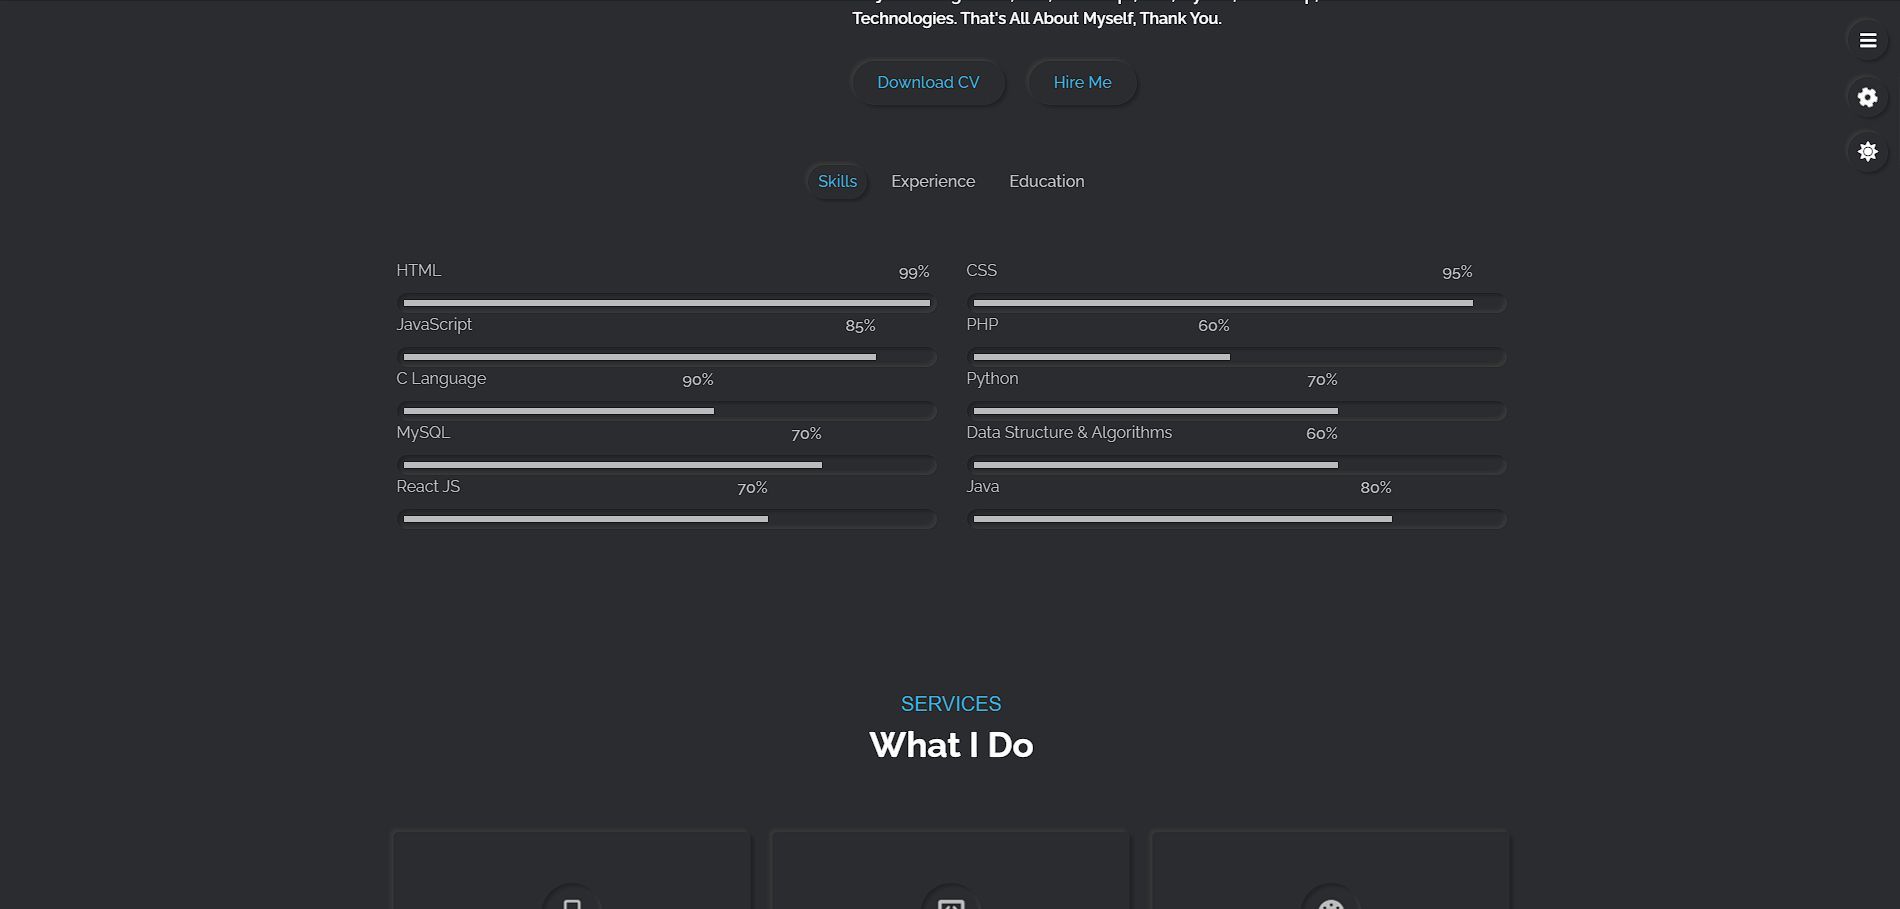 Technologies. That's All About Myself, Thank You.
Download CV
Hire Me
Skills
Experience
Education
HTML
99%
CSS
95%
JavaScript
85%
PHP
60%
C Language
90%
Python
70%
MySQL
70%
Data Structure & Algorithms
60%
React JS
70%
Java
80%
SERVICES
What I Do